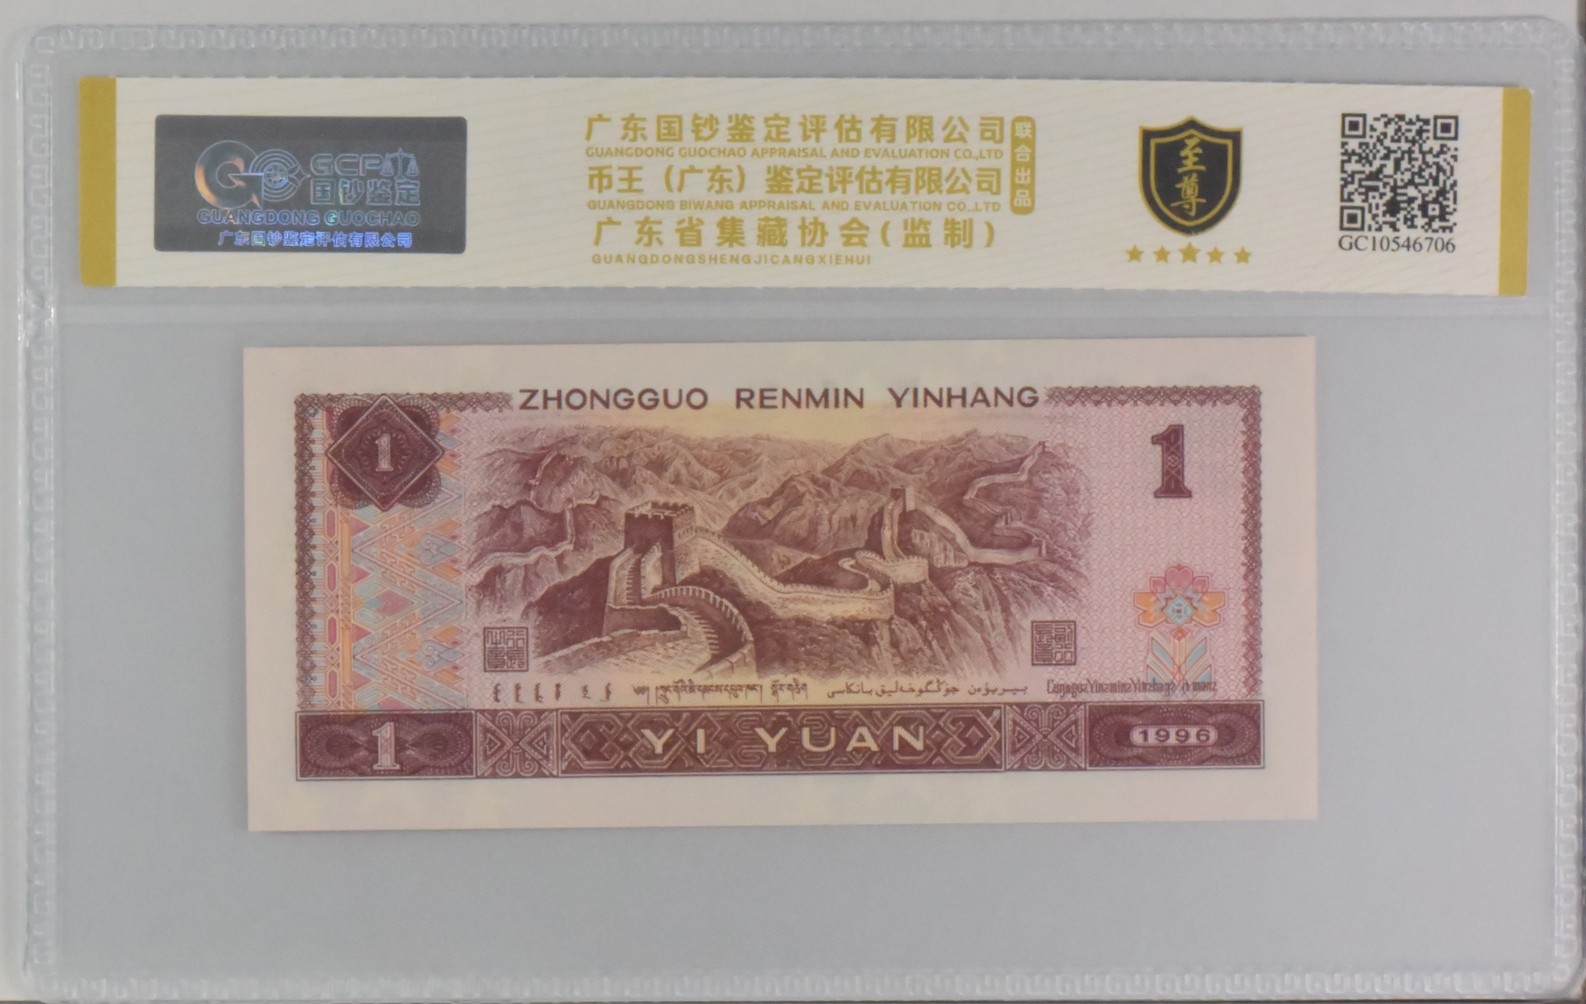 GCP
国钞鉴定
GUANGDONG GUOCHAO
广东国钞鉴定评估有限公司
广东国钞鉴定评估有限公司
GUANGDONG GUOCHAO APPRAISAL AND EVALUATION CO.,LTD
币王（广东）鉴定评估有限公司
GUANGDONG BIWANG APPRAISAL AND EVALUATION CO.,LTD
广东省集藏协会(监制)
GUANGDONGSHENGJICANGXIEHUI
联合出品
至尊
GC10546706
ZHONGGUO RENMIN YINHANG
1
1
1
YI YUAN
1996